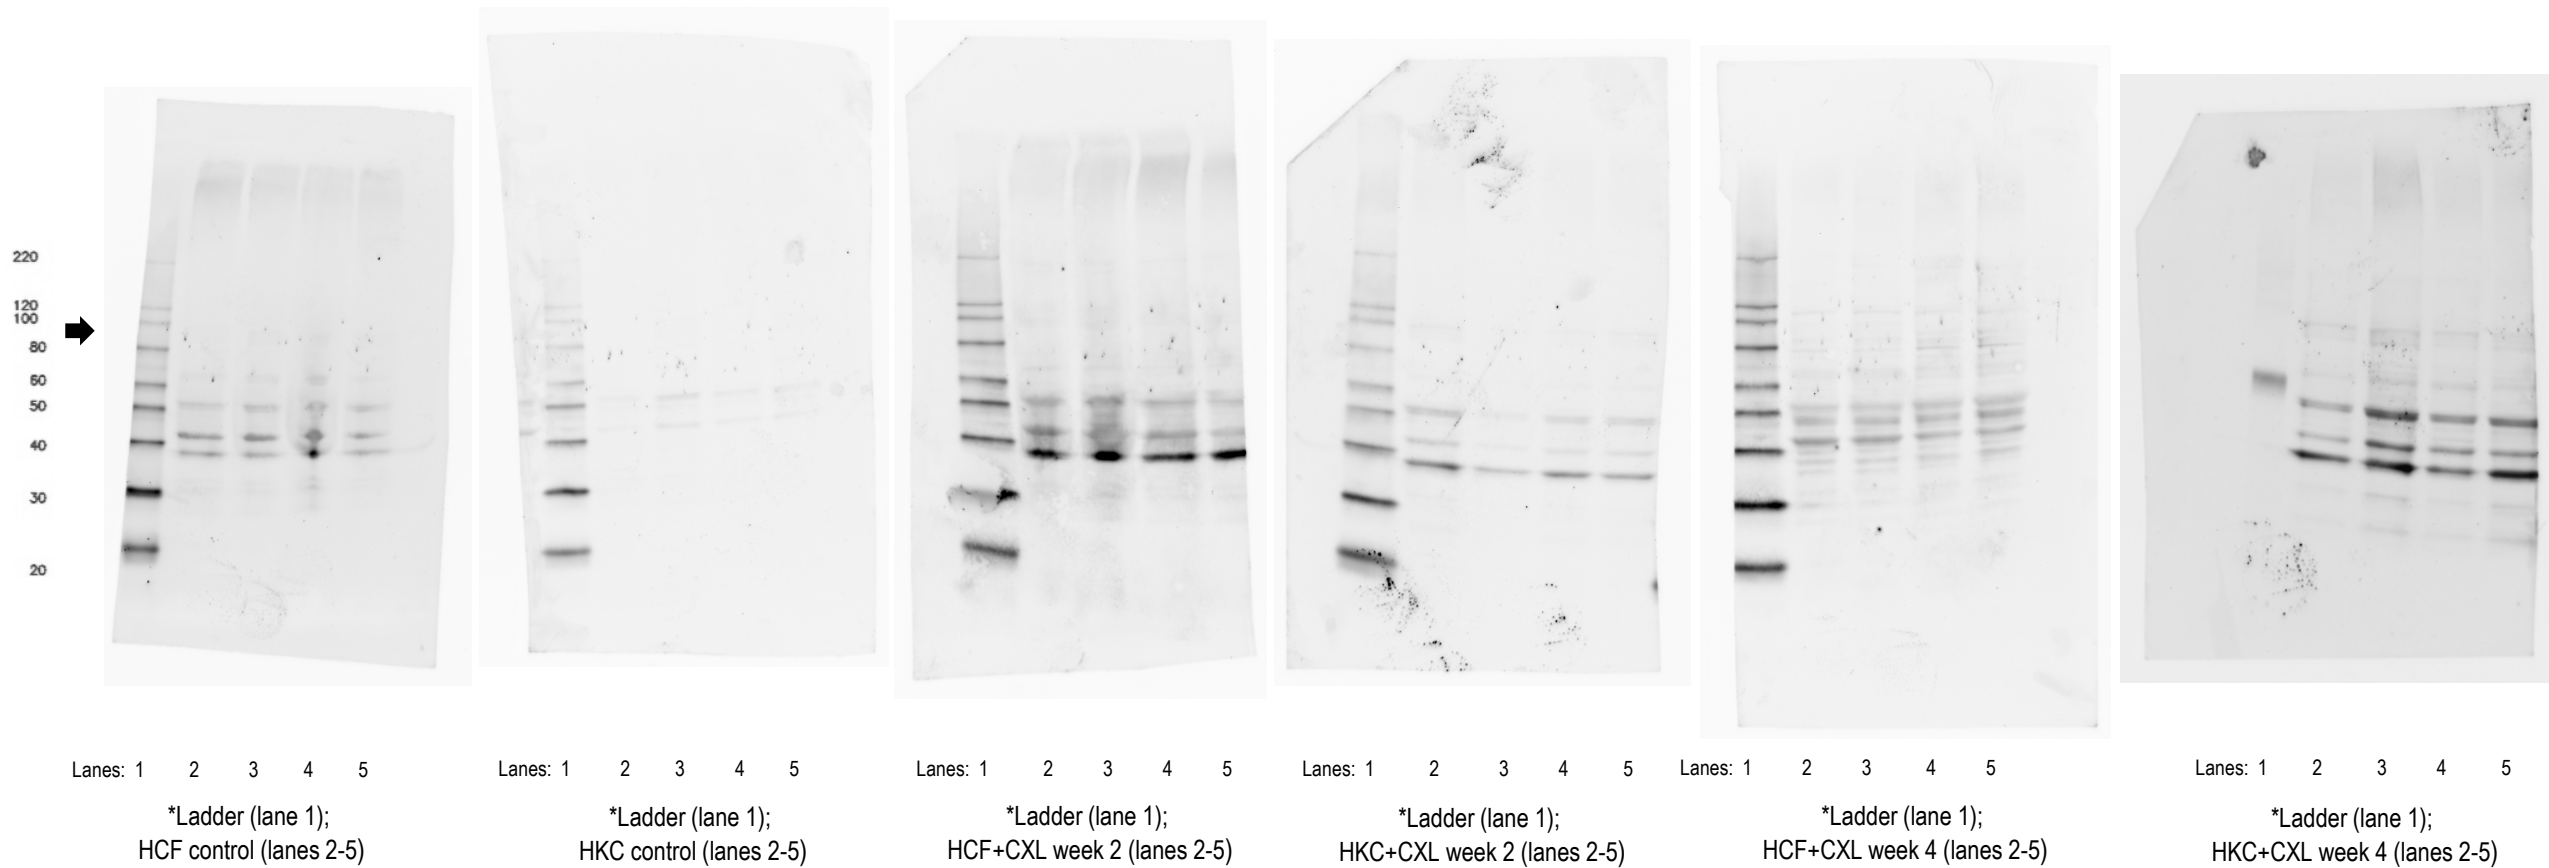 220
120
100
80
60
50
40
30
20
Lanes: 1 2 3 4 5
*Ladder (lane 1);
HCF control (lanes 2-5)
Lanes: 1 2 3 4 5
*Ladder (lane 1);
HKC control (lanes 2-5)
Lanes: 1 2 3 4 5
*Ladder (lane 1);
HCF+CXL week 2 (lanes 2-5)
Lanes: 1 2 3 4 5
*Ladder (lane 1);
HKC+CXL week 2 (lanes 2-5)
Lanes: 1 2 3 4 5
*Ladder (lane 1);
HCF+CXL week 4 (lanes 2-5)
Lanes: 1 2 3 4 5
*Ladder (lane 1);
HKC+CXL week 4 (lanes 2-5)